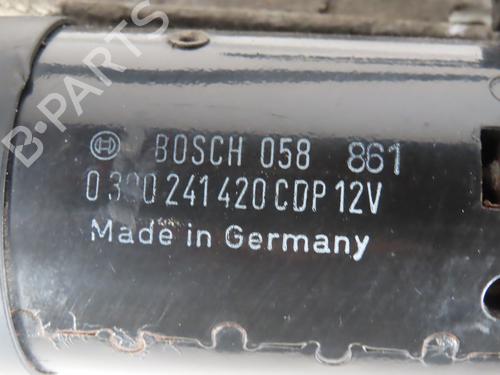 B-PARTS
BOSCH 058 861
0 390 241 420 CDP 12V
Made in Germany